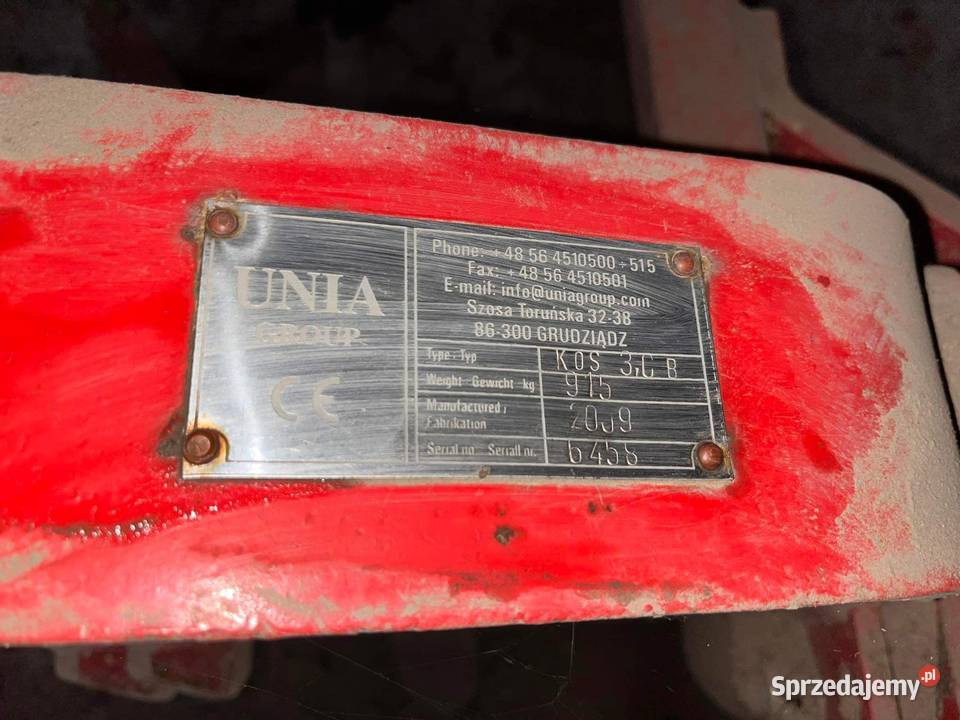 UNIA
GROUP
CE
Phone: +48 56 4510500÷515
Fax: +48 56 4510501
E-mail: info@uniagroup.com
Szosa Toruńska 32-38
86-300 GRUDZIĄDZ
Type - Typ KOS 3,0 B
Weight - Gewicht kg 915
Manufactured / Fabrikation 2009
Serial no - Seriall nr. 6458
Sprzedajemy.pl